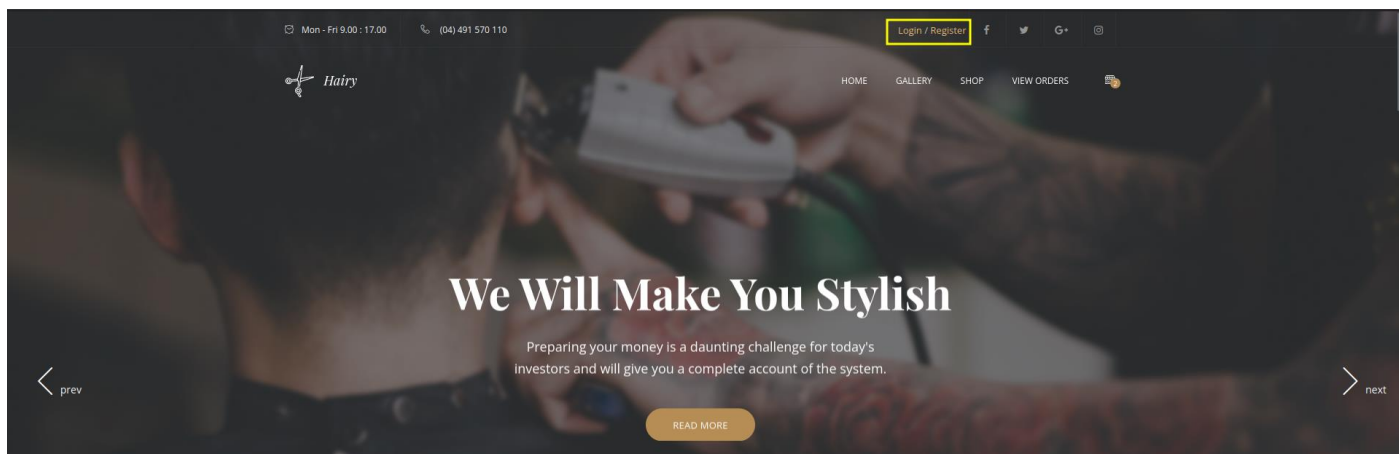 Mon - Fri 9.00 : 17.00 (04) 491 570 110 Login / Register
Hairy HOME GALLERY SHOP VIEW ORDERS 2
We Will Make You Stylish
Preparing your money is a daunting challenge for today's
investors and will give you a complete account of the system.
prev next
READ MORE